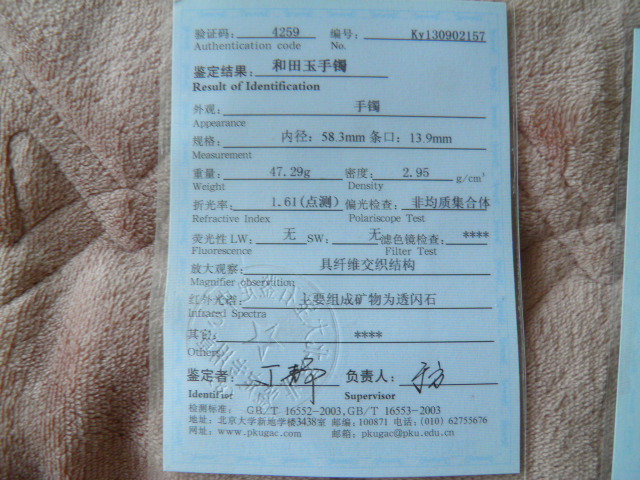 验证码: 4259 编号: Ky130902157
Authentication code No.
鉴定结果: 和田玉手镯
Result of Identification
外观: 手镯
Appearance
规格: 内径: 58.3mm 条口: 13.9mm
Measurement
重量: 47.29g 密度: 2.95 g/cm³
Weight Density
折光率: 1.61(点测) 偏光检查: 非均质集合体
Refractive Index Polariscope Test
荧光性 LW: 无 SW: 无 滤色镜检查: ****
Fluorescence Filter Test
放大观察: 具纤维交织结构
Magnifier observation
红外光谱: 主要组成矿物为透闪石
Infrared Spectra
其它: ****
Others
鉴定者: 丁静 负责人:
Identifier Supervisor
检测标准: GB/T 16552-2003,GB/T 16553-2003
地址: 北京大学新地学楼3438室 邮编:100871 电话:(010) 62755676
网址: www.pkugac.com 邮箱: pkugac@pku.edu.cn